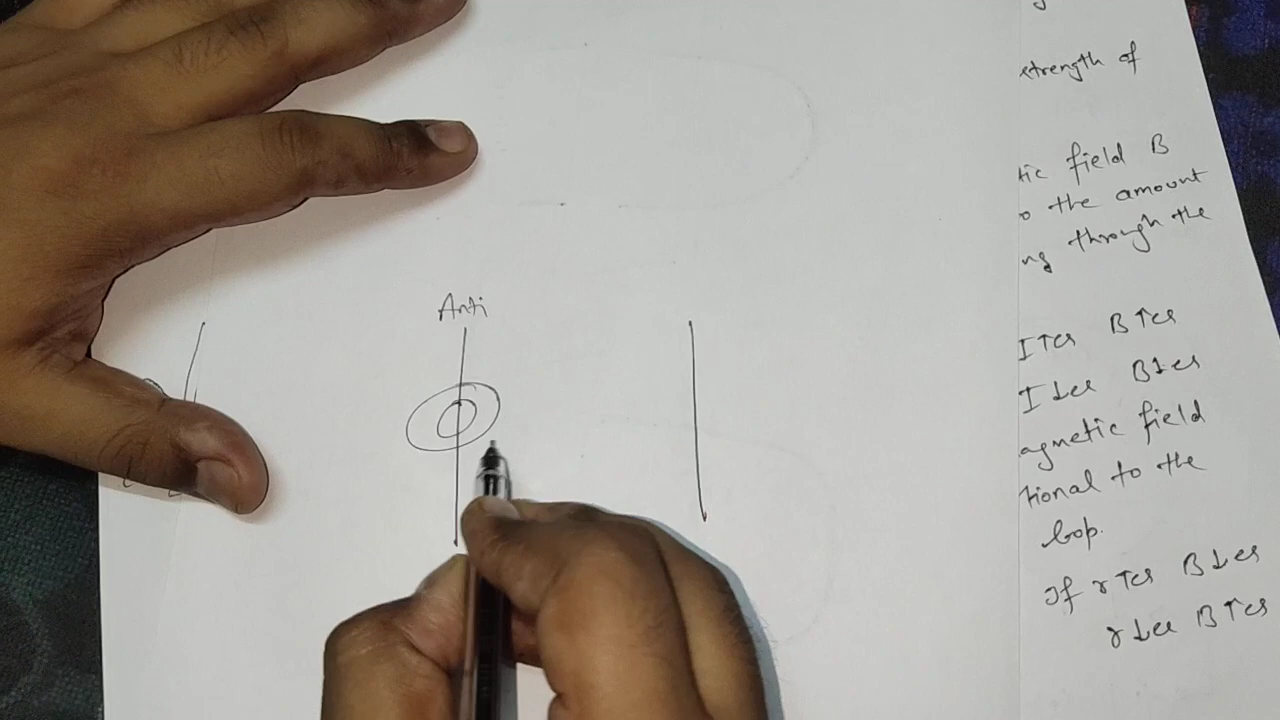 strength of
tic field B
o the amount
ng through the
Anti
I↑es B↑es
I↓es B↓es
agnetic field
tional to the
loop.
If r↑es B↓es
r↓es B↑es